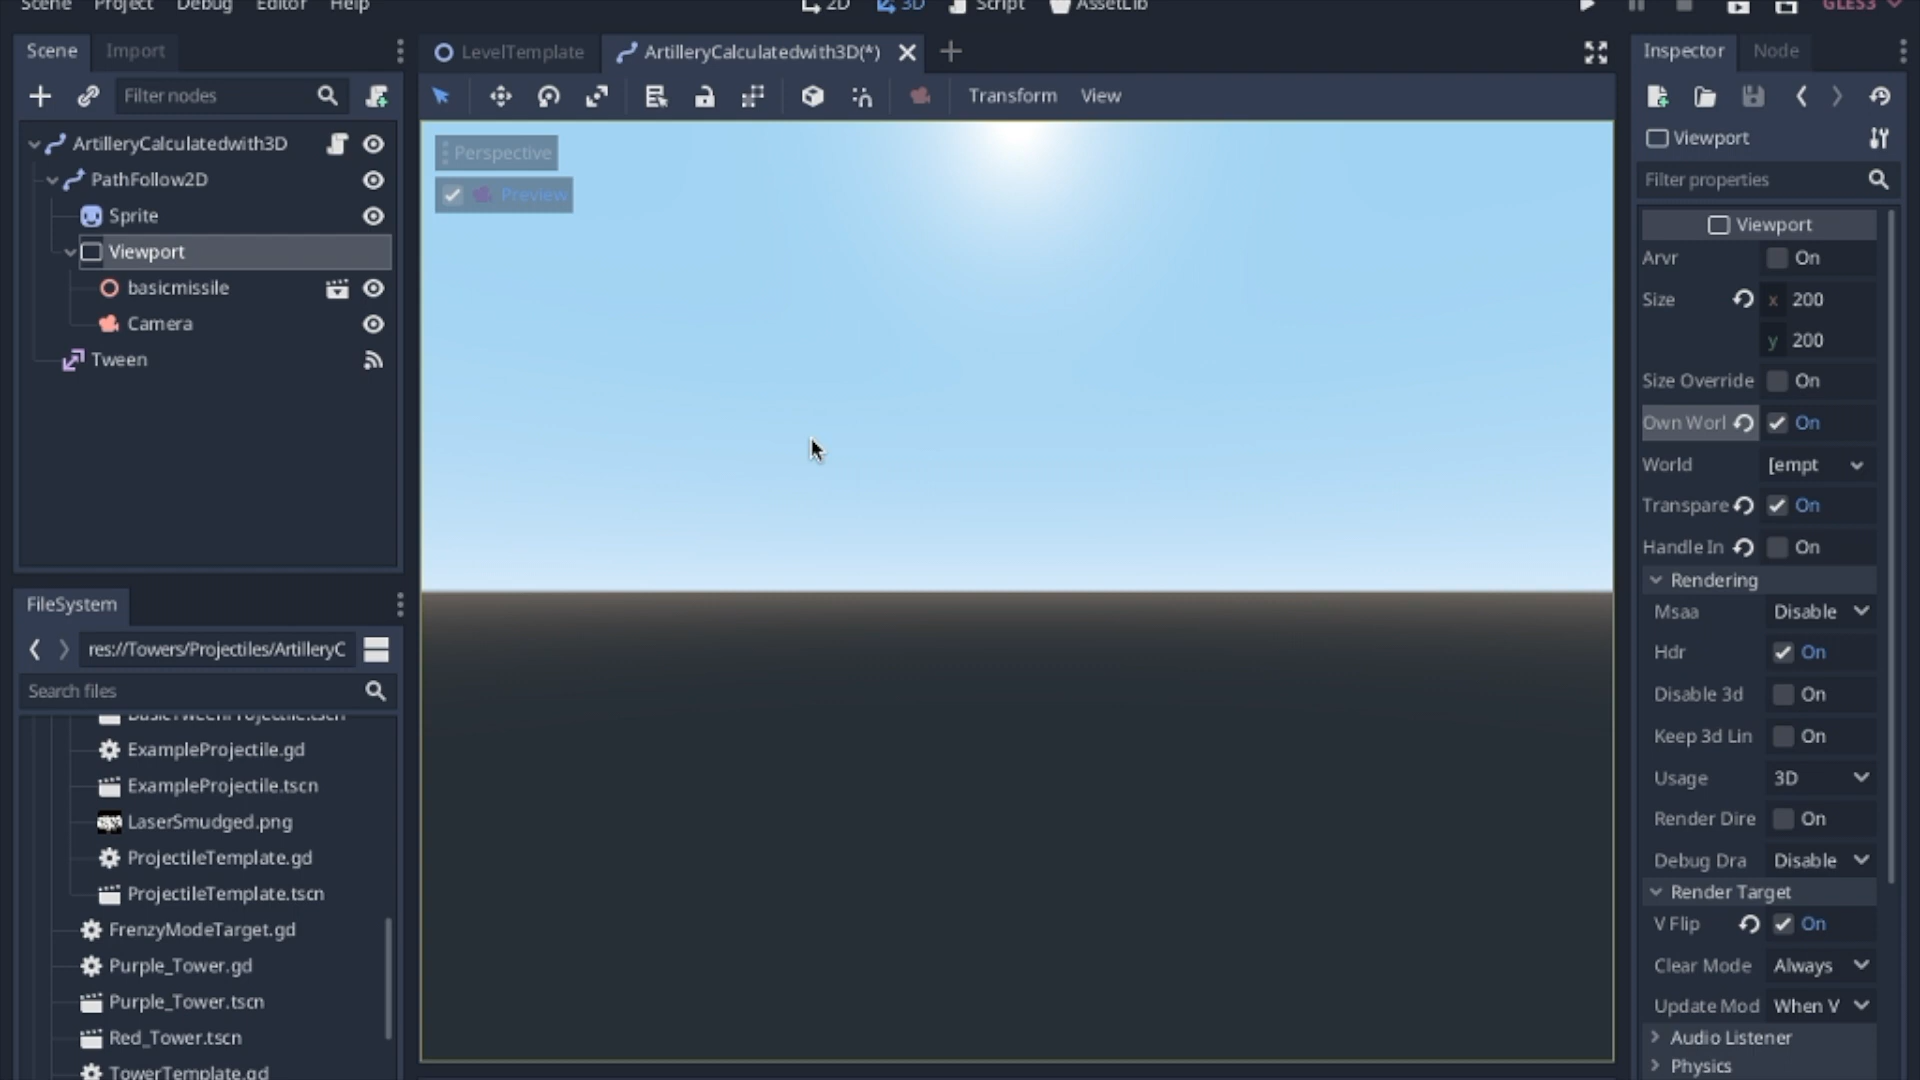 Scene Project Debug Editor Help
2D 3D Script AssetLib
GLES3
Scene Import
LevelTemplate ArtilleryCalculatedwith3D(*)
Inspector Node
Filter nodes
Transform View
ArtilleryCalculatedwith3D
PathFollow2D
Sprite
Viewport
basicmissile
Camera
Tween
Perspective
Preview
FileSystem
res://Towers/Projectiles/ArtilleryC
Search files
BasicTweenProjectile.tscn
ExampleProjectile.gd
ExampleProjectile.tscn
LaserSmudged.png
ProjectileTemplate.gd
ProjectileTemplate.tscn
FrenzyModeTarget.gd
Purple_Tower.gd
Purple_Tower.tscn
Red_Tower.tscn
TowerTemplate.gd
Viewport
Filter properties
Viewport
Arvr On
Size x 200
y 200
Size Override On
Own Worl On
World [empt
Transpare On
Handle In On
Rendering
Msaa Disable
Hdr On
Disable 3d On
Keep 3d Lin On
Usage 3D
Render Dire On
Debug Dra Disable
Render Target
V Flip On
Clear Mode Always
Update Mod When V
Audio Listener
Physics